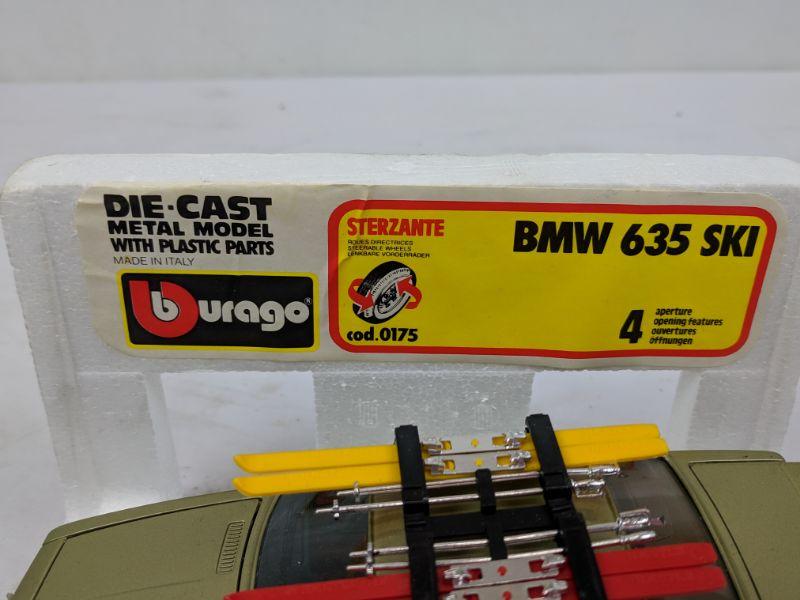 DIE-CAST
METAL MODEL
WITH PLASTIC PARTS
MADE IN ITALY
burago®
STERZANTE
ROUES DIRECTRICES
STEERABLE WHEELS
LENKBARE VORDERRÄDER
cod.0175
BMW 635 SKI
4
aperture
opening features
ouvertures
öffnungen